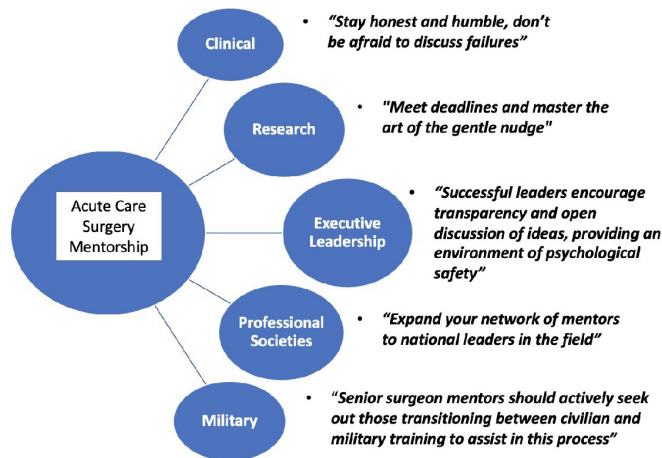 Clinical
• “Stay honest and humble, don’t
be afraid to discuss failures”
Research
• "Meet deadlines and master the
art of the gentle nudge"
Acute Care
Surgery
Mentorship
Executive
Leadership
• “Successful leaders encourage
transparency and open
discussion of ideas, providing an
environment of psychological
safety”
Professional
Societies
• “Expand your network of mentors
to national leaders in the field”
Military
• “Senior surgeon mentors should actively seek
out those transitioning between civilian and
military training to assist in this process”